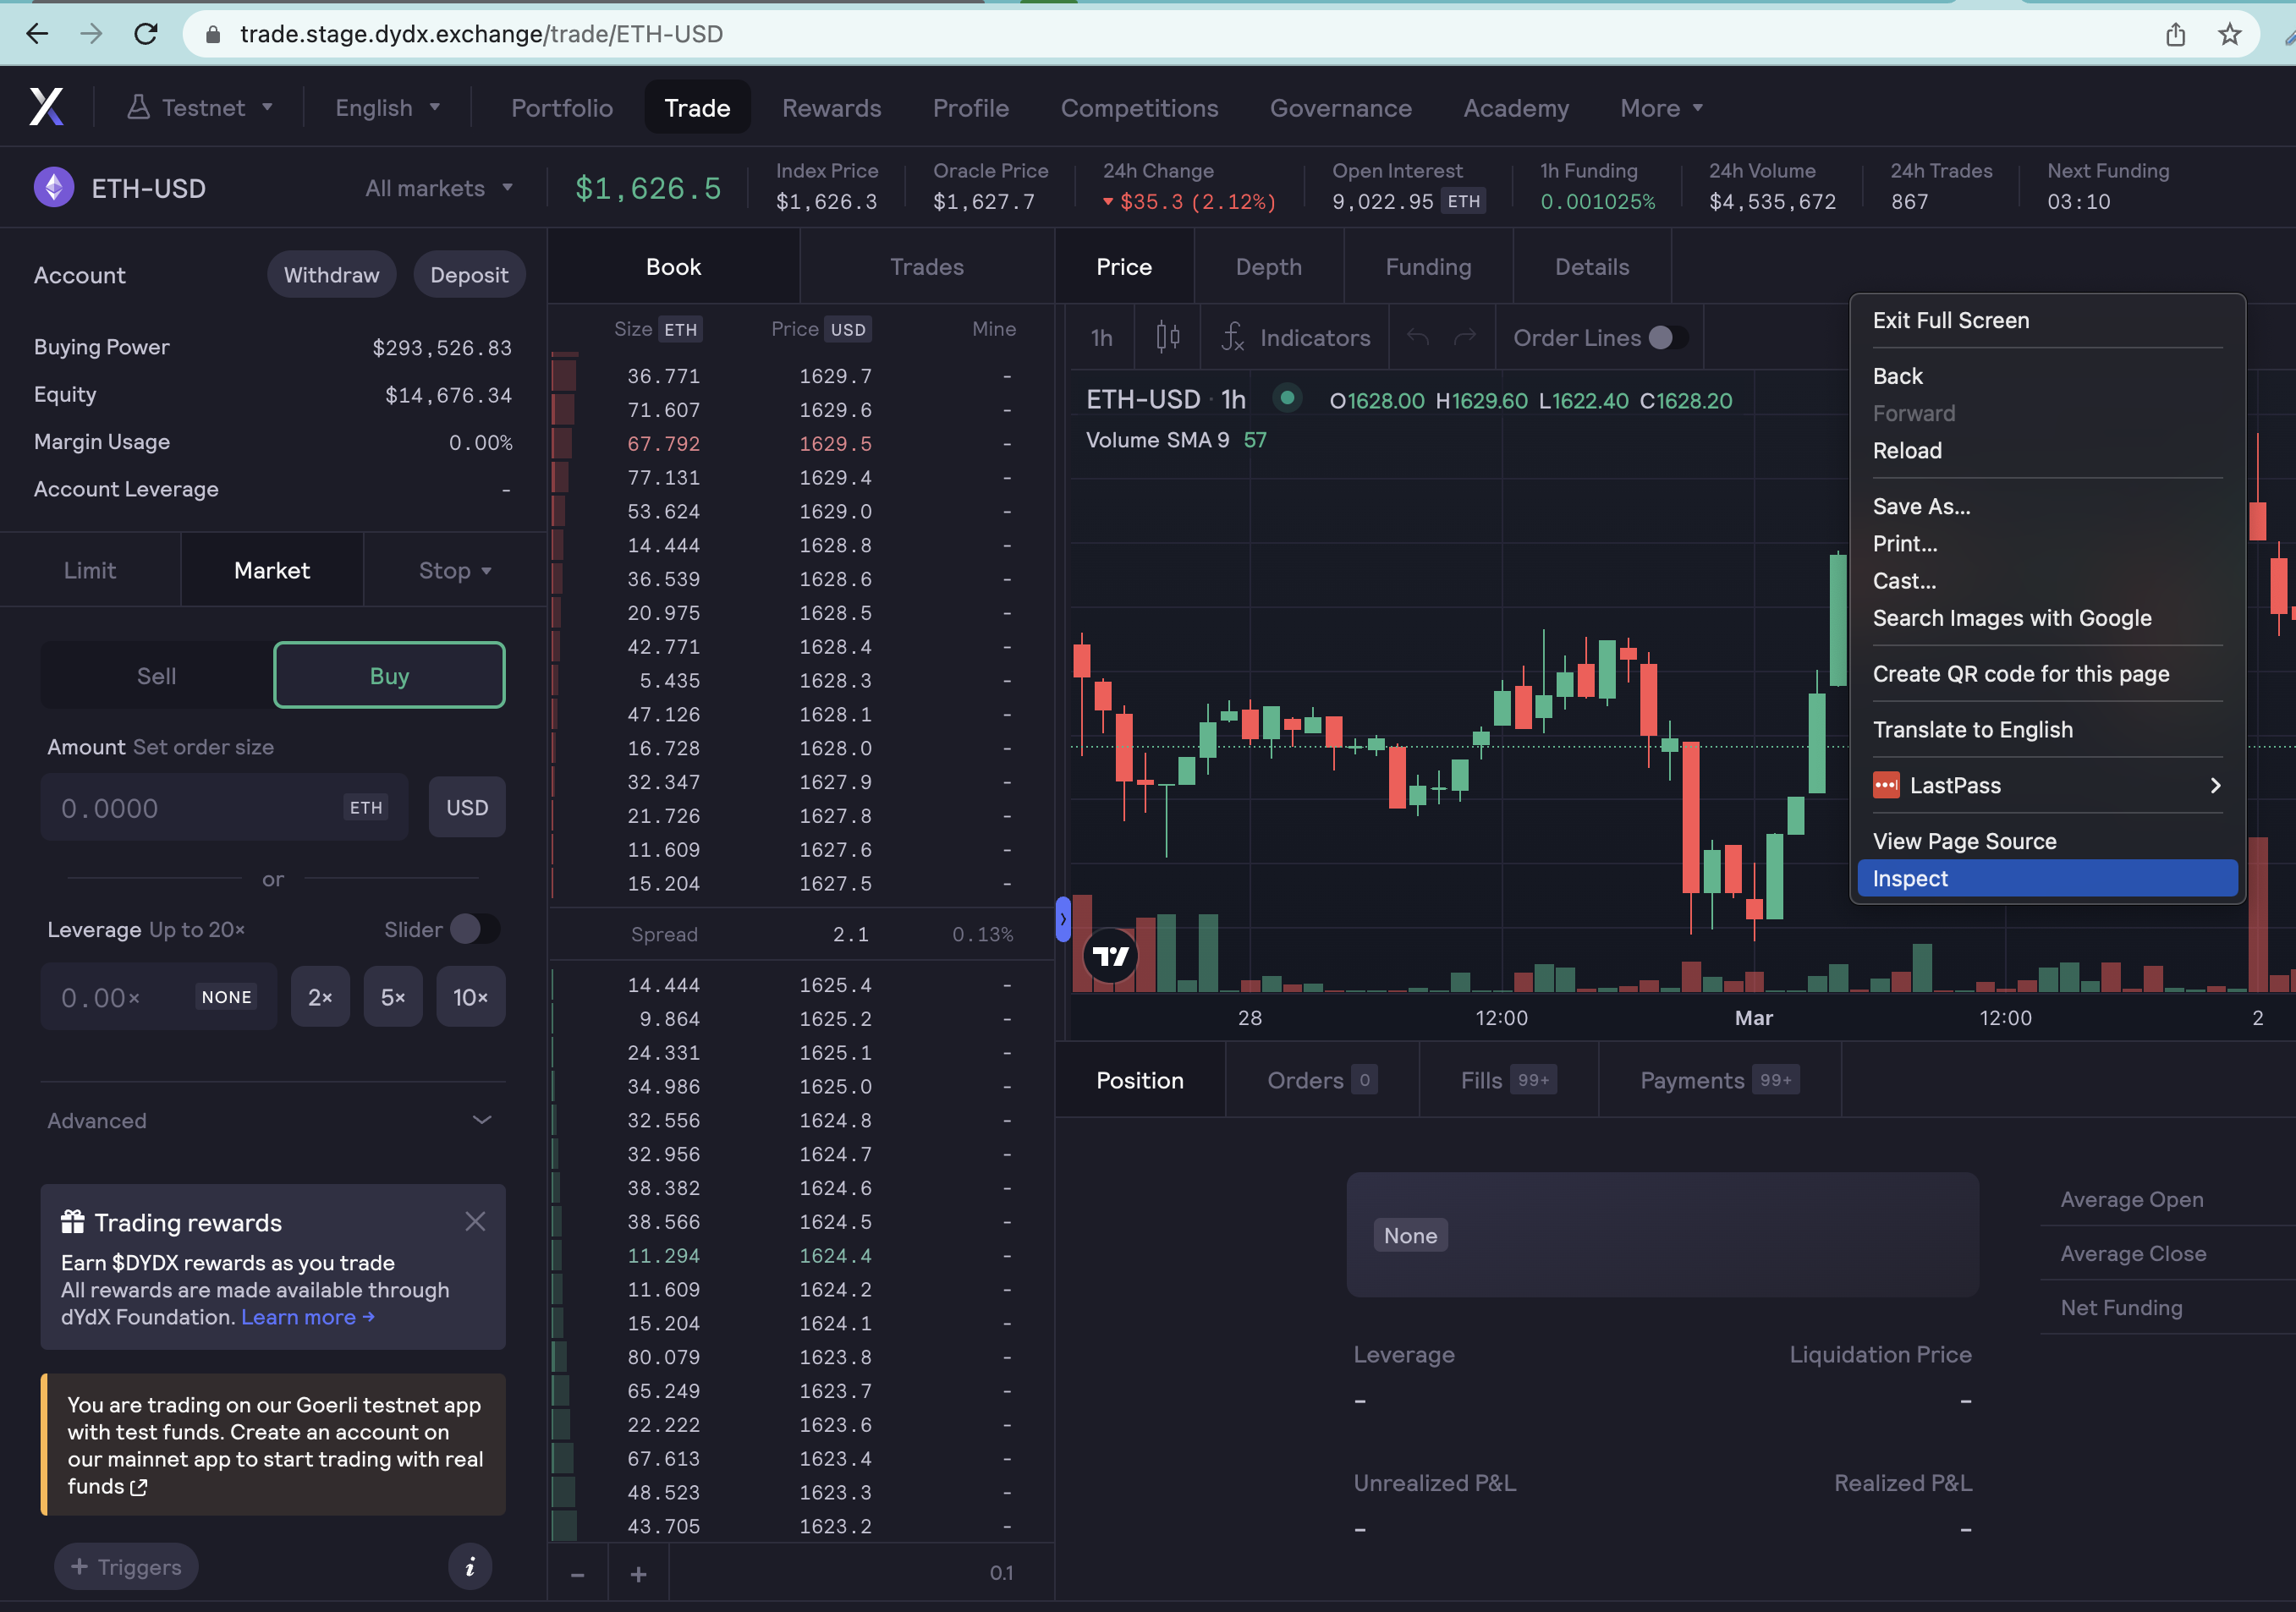 trade.stage.dydx.exchange/trade/ETH-USD
Testnet English Portfolio Trade Rewards Profile Competitions Governance Academy More
ETH-USD All markets $1,626.5
Index Price $1,626.3
Oracle Price $1,627.7
24h Change $35.3 (2.12%)
Open Interest 9,022.95 ETH
1h Funding 0.001025%
24h Volume $4,535,672
24h Trades 867
Next Funding 03:10
Account Withdraw Deposit
Buying Power $293,526.83
Equity $14,676.34
Margin Usage 0.00%
Account Leverage -
Limit Market Stop
Sell Buy
Amount Set order size
0.0000 ETH USD
or
Leverage Up to 20× Slider
0.00× NONE 2× 5× 10×
Advanced
Trading rewards
Earn $DYDX rewards as you trade
All rewards are made available through
dYdX Foundation. Learn more →
You are trading on our Goerli testnet app
with test funds. Create an account on
our mainnet app to start trading with real
funds
+ Triggers i
Book Trades
Size ETH Price USD Mine
36.771 1629.7 -
71.607 1629.6 -
67.792 1629.5 -
77.131 1629.4 -
53.624 1629.0 -
14.444 1628.8 -
36.539 1628.6 -
20.975 1628.5 -
42.771 1628.4 -
5.435 1628.3 -
47.126 1628.1 -
16.728 1628.0 -
32.347 1627.9 -
21.726 1627.8 -
11.609 1627.6 -
15.204 1627.5 -
Spread 2.1 0.13%
14.444 1625.4 -
9.864 1625.2 -
24.331 1625.1 -
34.986 1625.0 -
32.556 1624.8 -
32.956 1624.7 -
38.382 1624.6 -
38.566 1624.5 -
11.294 1624.4 -
11.609 1624.2 -
15.204 1624.1 -
80.079 1623.8 -
65.249 1623.7 -
22.222 1623.6 -
67.613 1623.4 -
48.523 1623.3 -
43.705 1623.2 -
− + 0.1
Price Depth Funding Details
1h Indicators Order Lines
ETH-USD · 1h O1628.00 H1629.60 L1622.40 C1628.20
Volume SMA 9 57
28 12:00 Mar 12:00 2
Exit Full Screen
Back
Forward
Reload
Save As...
Print...
Cast...
Search Images with Google
Create QR code for this page
Translate to English
LastPass
View Page Source
Inspect
Position Orders 0 Fills 99+ Payments 99+
None
Leverage Liquidation Price
- -
Unrealized P&L Realized P&L
- -
Average Open
Average Close
Net Funding